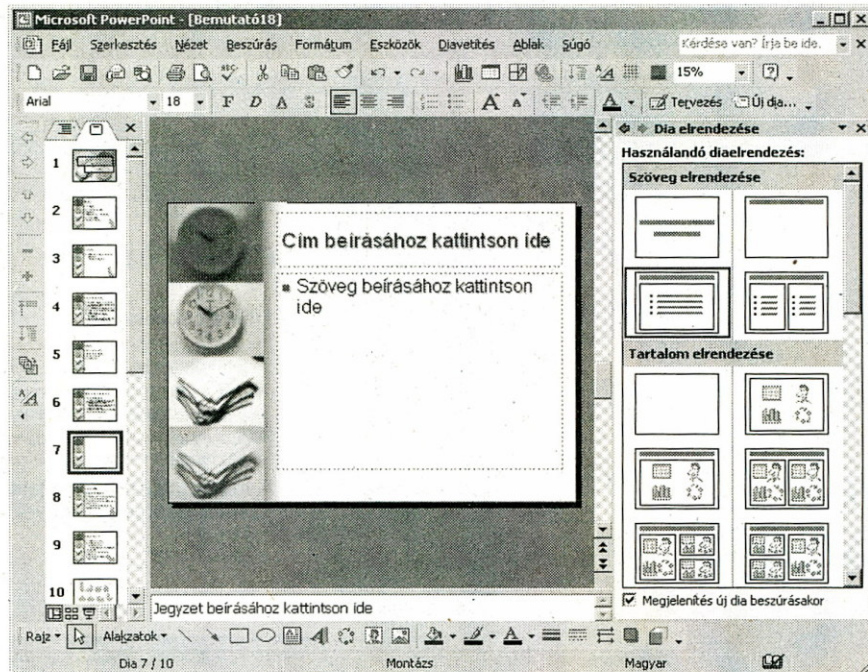 Microsoft PowerPoint - [Bemutató18]
Fájl Szerkesztés Nézet Beszúrás Formátum Eszközök Diavetítés Ablak Súgó Kérdése van? Írja be ide.
15%
Arial 18 F D A S A A A Tervezés Új dia...
Dia elrendezése
Használandó diaelrendezés:
Szöveg elrendezése
Tartalom elrendezése
Megjelenítés új dia beszúrásakor
1
2
3
4
5
6
7
8
9
10
Cím beírásához kattintson ide
Szöveg beírásához kattintson
ide
Jegyzet beírásához kattintson ide
Rajz Alakzatok
Dia 7 / 10 Montázs Magyar